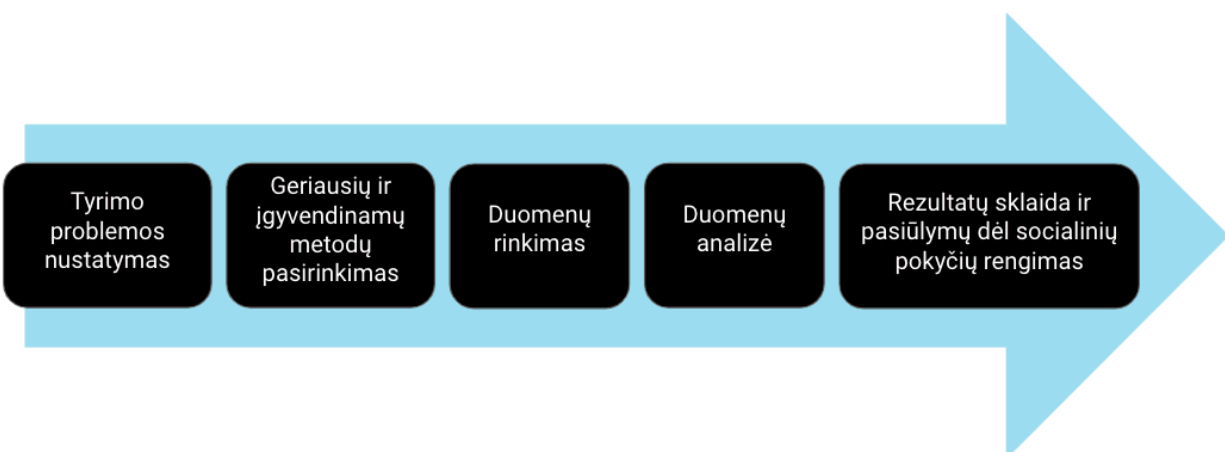 Tyrimo
problemos
nustatymas
Geriausių ir
įgyvendinamų
metodų
pasirinkimas
Duomenų
rinkimas
Duomenų
analizė
Rezultatų sklaida ir
pasiūlymų dėl socialinių
pokyčių rengimas